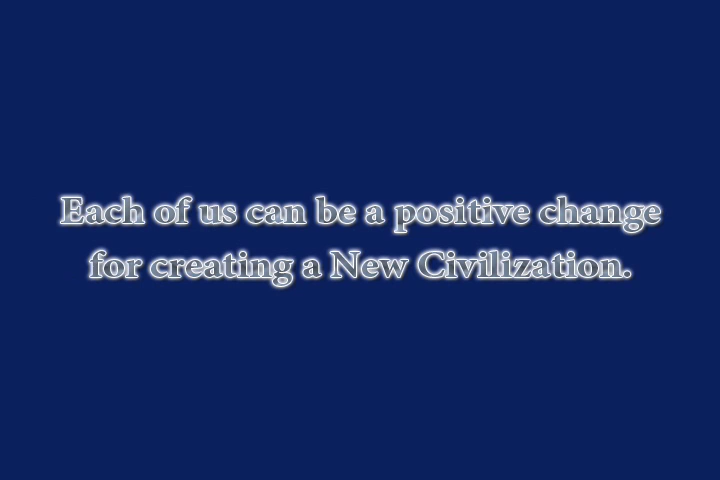 Each of us can be a positive change
for creating a New Civilization.